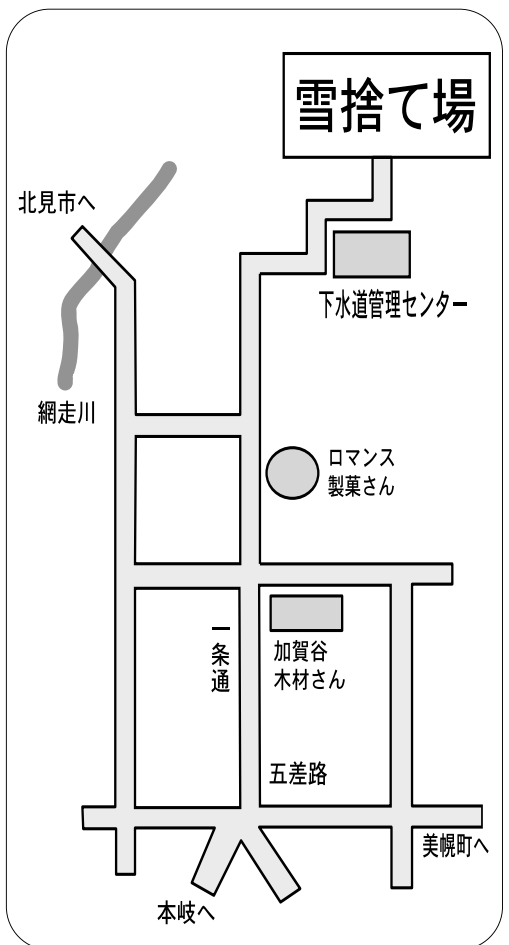 雪捨て場
北見市へ
下水道管理センター
網走川
ロマンス
製菓さん
一条通
加賀谷
木材さん
五差路
美幌町へ
本岐へ